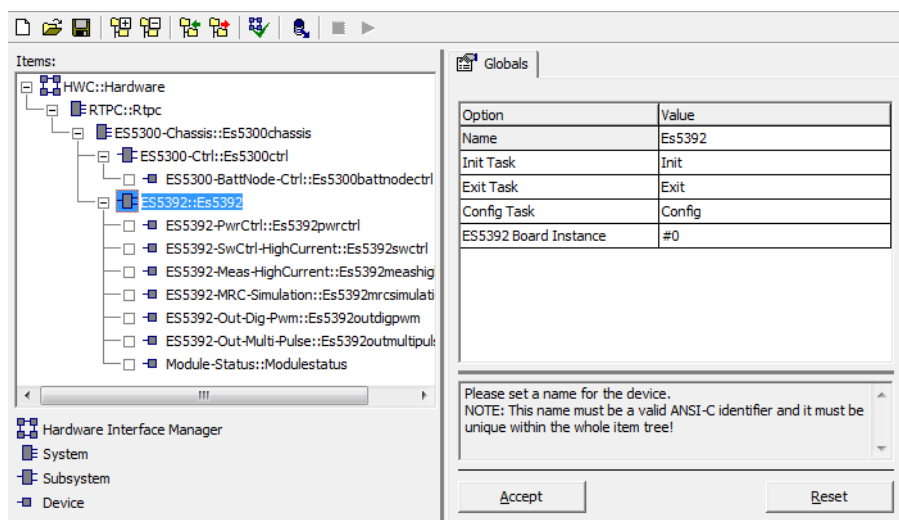 Items:
HWC::Hardware
RTPC::Rtpc
ES5300-Chassis::Es5300chassis
ES5300-Ctrl::Es5300ctrl
ES5300-BattNode-Ctrl::Es5300battnodectrl
ES5392::Es5392
ES5392-PwrCtrl::Es5392pwrctrl
ES5392-SwCtrl-HighCurrent::Es5392swctrl
ES5392-Meas-HighCurrent::Es5392meashig
ES5392-MRC-Simulation::Es5392mrcsimulati
ES5392-Out-Dig-Pwm::Es5392outdigpwm
ES5392-Out-Multi-Pulse::Es5392outmultipuls
Module-Status::Modulestatus
Hardware Interface Manager
System
Subsystem
Device
Globals
Option Value
Name Es5392
Init Task Init
Exit Task Exit
Config Task Config
ES5392 Board Instance #0
Please set a name for the device.
NOTE: This name must be a valid ANSI-C identifier and it must be
unique within the whole item tree!
Accept Reset